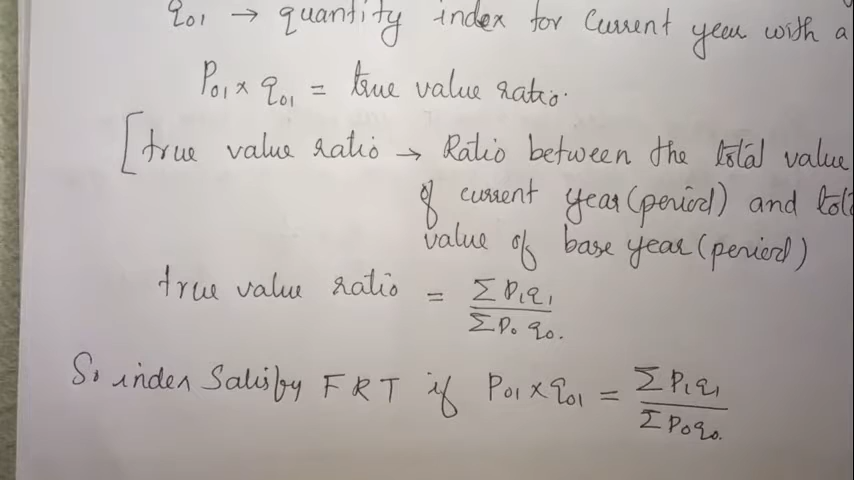 q01 → quantity index for Current year with a
P01 × q01 = true value ratio.
[true value ratio → Ratio between the total value
of current year (period) and
value of base year (period)
true value ratio = ΣP1q1 / ΣP0q0.
So index Satisfy FRT if P01×q01 = ΣP1q1 / ΣP0q0.